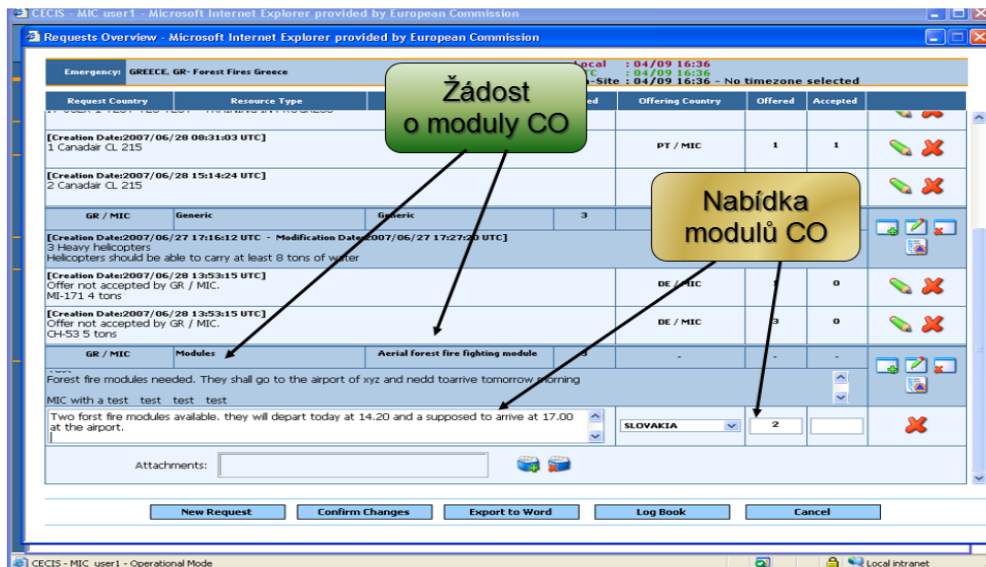 CECIS - MIC user1 - Microsoft Internet Explorer provided by European Commission
Requests Overview - Microsoft Internet Explorer provided by European Commission
Emergency: GREECE, GR- Forest Fires Greece
Local : 04/09 16:36
: 04/09 16:36
-Site : 04/09 16:36 - No timezone selected
Žádost
o moduly CO
Request Country Resource Type ed Offering Country Offered Accepted
[Creation Date:2007/06/28 08:31:03 UTC]
1 Canadair CL 215 PT / MIC 1 1
[Creation Date:2007/06/28 15:14:24 UTC]
2 Canadair CL 215
Nabídka
modulů CO
GR / MIC Generic Generic 3
[Creation Date:2007/06/27 17:16:12 UTC - Modification Date:2007/06/27 17:27:20 UTC]
3 Heavy helicopters
Helicopters should be able to carry at least 8 tons of water
[Creation Date:2007/06/28 13:53:15 UTC]
Offer not accepted by GR / MIC. DE / MIC 0
MI-171 4 tons
[Creation Date:2007/06/28 13:53:15 UTC]
Offer not accepted by GR / MIC. DE / MIC 3 0
CH-53 5 tons
GR / MIC Modules Aerial forest fire fighting module - - -
Forest fire modules needed. They shall go to the airport of xyz and nedd toarrive tomorrow morning
MIC with a test test test test
Two forst fire modules available. they will depart today at 14.20 and a supposed to arrive at 17.00
at the airport.
SLOVAKIA 2
Attachments:
New Request Confirm Changes Export to Word Log Book Cancel
CECIS - MIC user1 - Operational Mode Local intranet